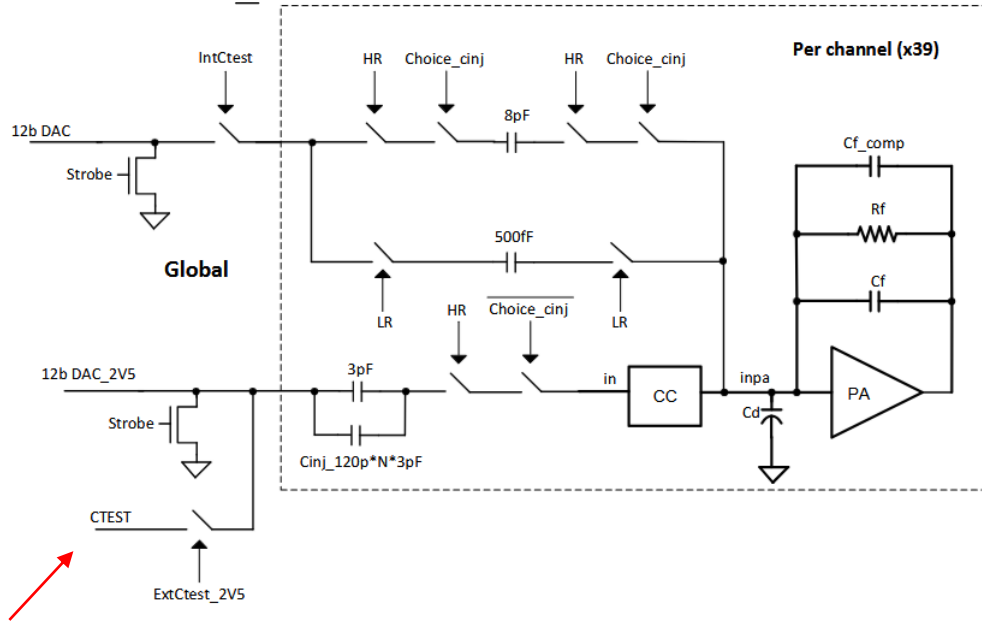 IntCtest
HR
Choice_cinj
HR
Choice_cinj
Per channel (x39)
8pF
12b DAC
Strobe
Cf_comp
Rf
Global
500fF
LR
HR
Choice_cinj
LR
Cf
12b DAC_2V5
3pF
in
CC
inpa
PA
Cd
Strobe
Cinj_120p*N*3pF
CTEST
ExtCtest_2V5